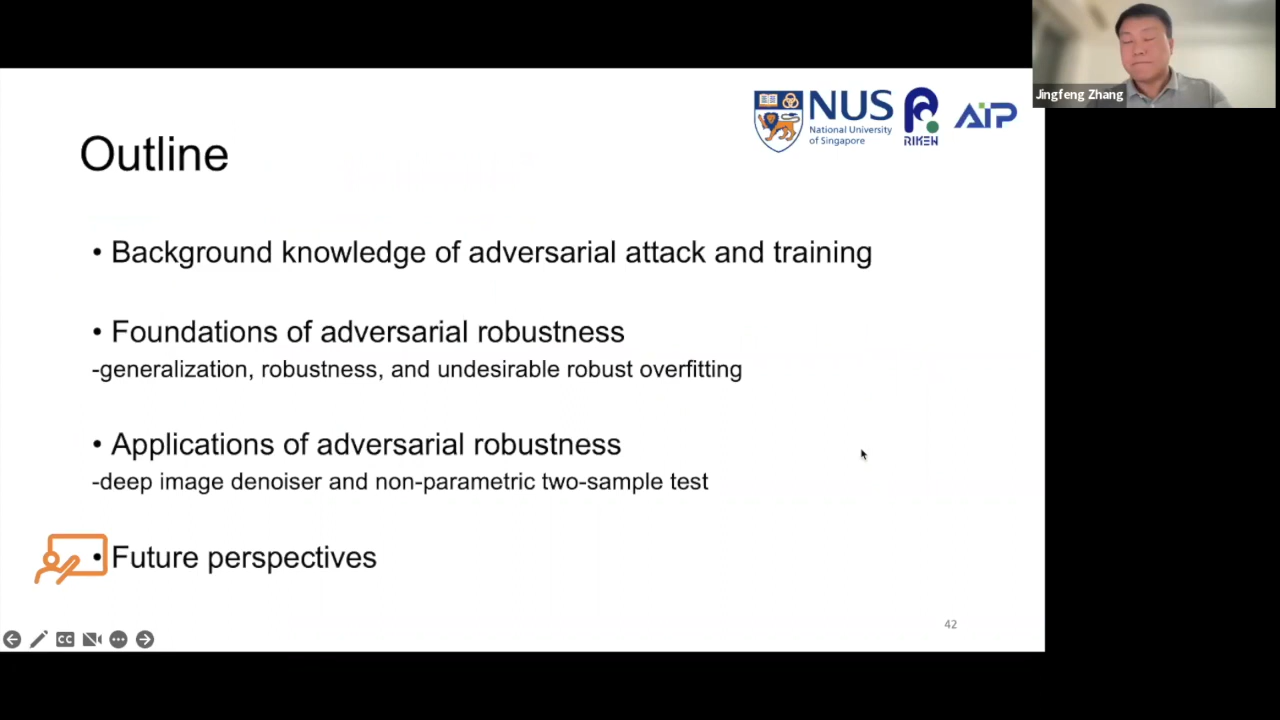 Jingfeng Zhang
NUS
National University
of Singapore
RIKEN
AIP
Outline
• Background knowledge of adversarial attack and training
• Foundations of adversarial robustness
-generalization, robustness, and undesirable robust overfitting
• Applications of adversarial robustness
-deep image denoiser and non-parametric two-sample test
• Future perspectives
42
CC